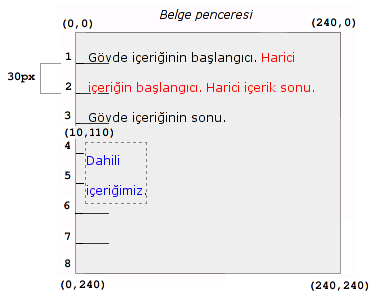 Belge penceresi
(0,0) (240,0)
1 Gövde içeriğinin başlangıcı. Harici
30px
2 içeriğin başlangıcı. Harici içerik sonu.
3 Gövde içeriğinin sonu.
(10,110)
4 Dahili
5 içeriğimiz.
6
7
8
(0,240) (240,240)